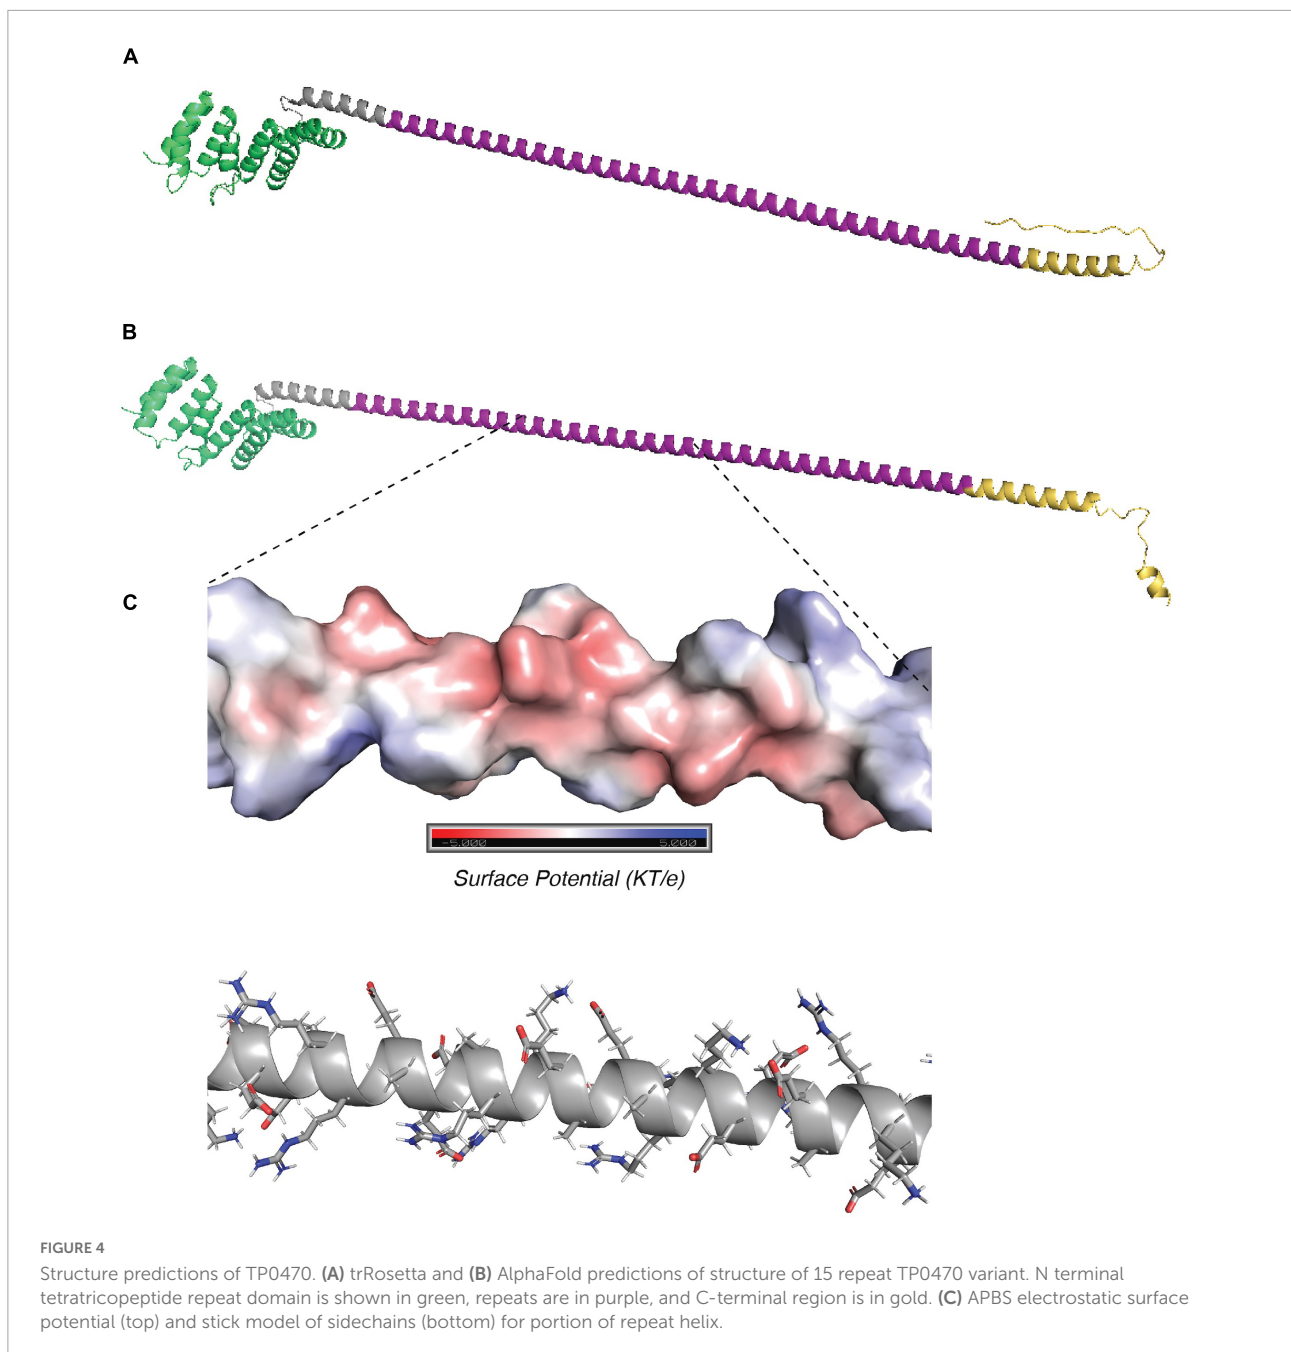 A
B
C
-5.000 5.000
Surface Potential (KT/e)
FIGURE 4
Structure predictions of TP0470. (A) trRosetta and (B) AlphaFold predictions of structure of 15 repeat TP0470 variant. N terminal
tetratricopeptide repeat domain is shown in green, repeats are in purple, and C-terminal region is in gold. (C) APBS electrostatic surface
potential (top) and stick model of sidechains (bottom) for portion of repeat helix.